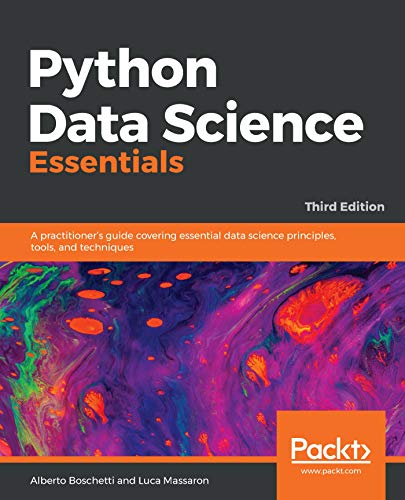 Python
Data Science
Essentials
Third Edition
A practitioner's guide covering essential data science principles,
tools, and techniques
Packt>
www.packt.com
Alberto Boschetti and Luca Massaron